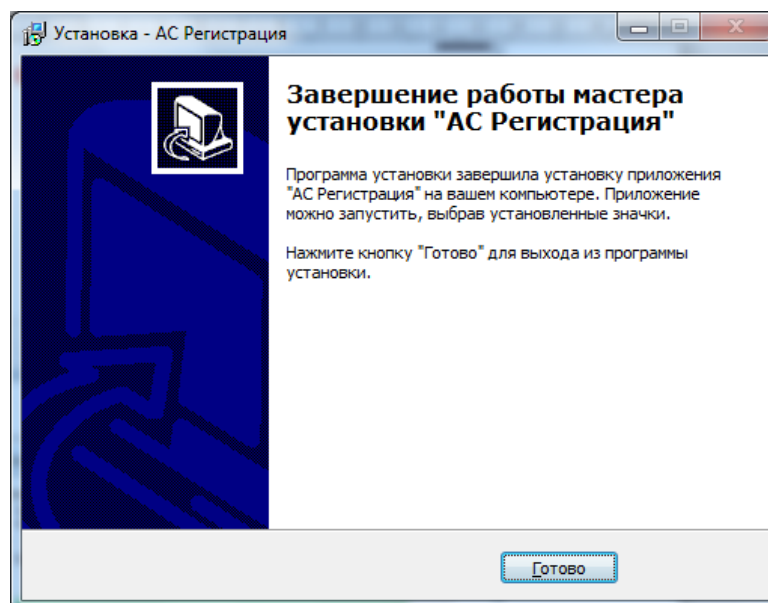 Установка - АС Регистрация
Завершение работы мастера
установки "АС Регистрация"
Программа установки завершила установку приложения
"АС Регистрация" на вашем компьютере. Приложение
можно запустить, выбрав установленные значки.
Нажмите кнопку "Готово" для выхода из программы
установки.
Готово